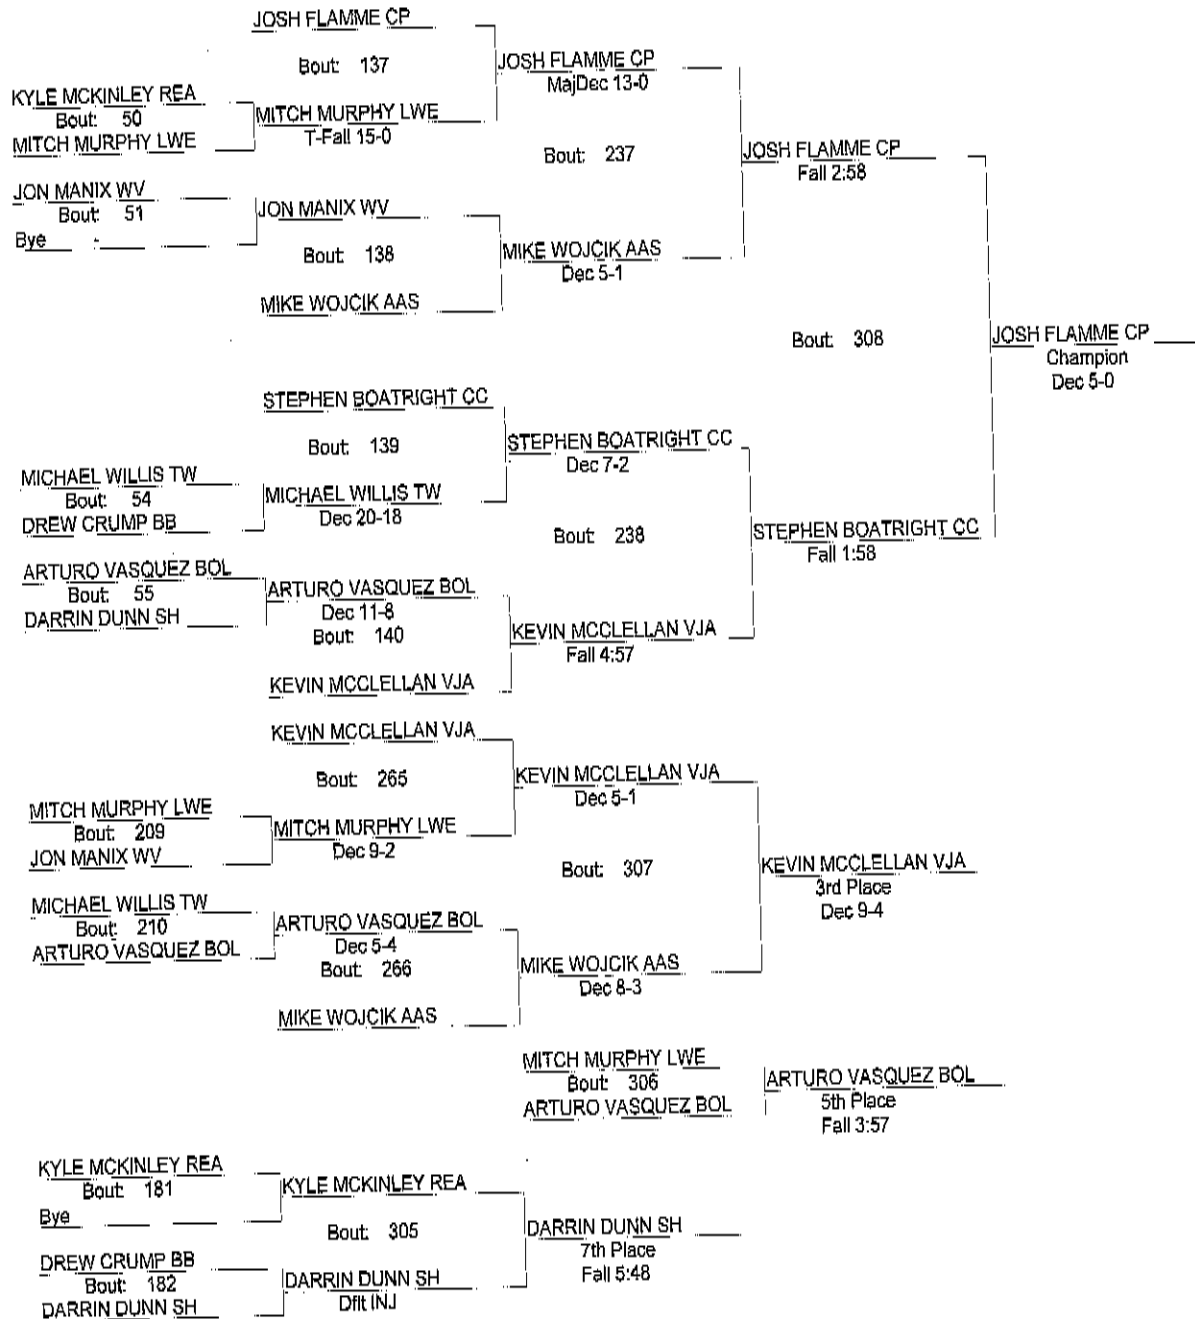 JOSH FLAMME CP
Bout: 137
JOSH FLAMME CP
MajDec 13-0
KYLE MCKINLEY REA
Bout: 50
MITCH MURPHY LWE
MITCH MURPHY LWE
T-Fall 15-0
Bout: 237
JOSH FLAMME CP
Fall 2:58
JON MANIX WV
Bout: 51
Bye
JON MANIX WV
Bout: 138
MIKE WOJCIK AAS
MIKE WOJCIK AAS
Dec 5-1
Bout: 308
JOSH FLAMME CP
Champion
Dec 5-0
STEPHEN BOATRIGHT CC
Bout: 139
STEPHEN BOATRIGHT CC
Dec 7-2
MICHAEL WILLIS TW
Bout: 54
DREW CRUMP BB
MICHAEL WILLIS TW
Dec 20-18
Bout: 238
STEPHEN BOATRIGHT CC
Fall 1:58
ARTURO VASQUEZ BOL
Bout: 55
DARRIN DUNN SH
ARTURO VASQUEZ BOL
Dec 11-8
Bout: 140
KEVIN MCCLELLAN VJA
Fall 4:57
KEVIN MCCLELLAN VJA
KEVIN MCCLELLAN VJA
Bout: 265
KEVIN MCCLELLAN VJA
Dec 5-1
MITCH MURPHY LWE
Bout: 209
JON MANIX WV
MITCH MURPHY LWE
Dec 9-2
Bout: 307
KEVIN MCCLELLAN VJA
3rd Place
Dec 9-4
MICHAEL WILLIS TW
Bout: 210
ARTURO VASQUEZ BOL
ARTURO VASQUEZ BOL
Dec 5-4
Bout: 266
MIKE WOJCIK AAS
Dec 8-3
MIKE WOJCIK AAS
MITCH MURPHY LWE
Bout: 306
ARTURO VASQUEZ BOL
ARTURO VASQUEZ BOL
5th Place
Fall 3:57
KYLE MCKINLEY REA
Bout: 181
Bye
KYLE MCKINLEY REA
Bout: 305
DARRIN DUNN SH
7th Place
Fall 5:48
DREW CRUMP BB
Bout: 182
DARRIN DUNN SH
DARRIN DUNN SH
Dflt INJ